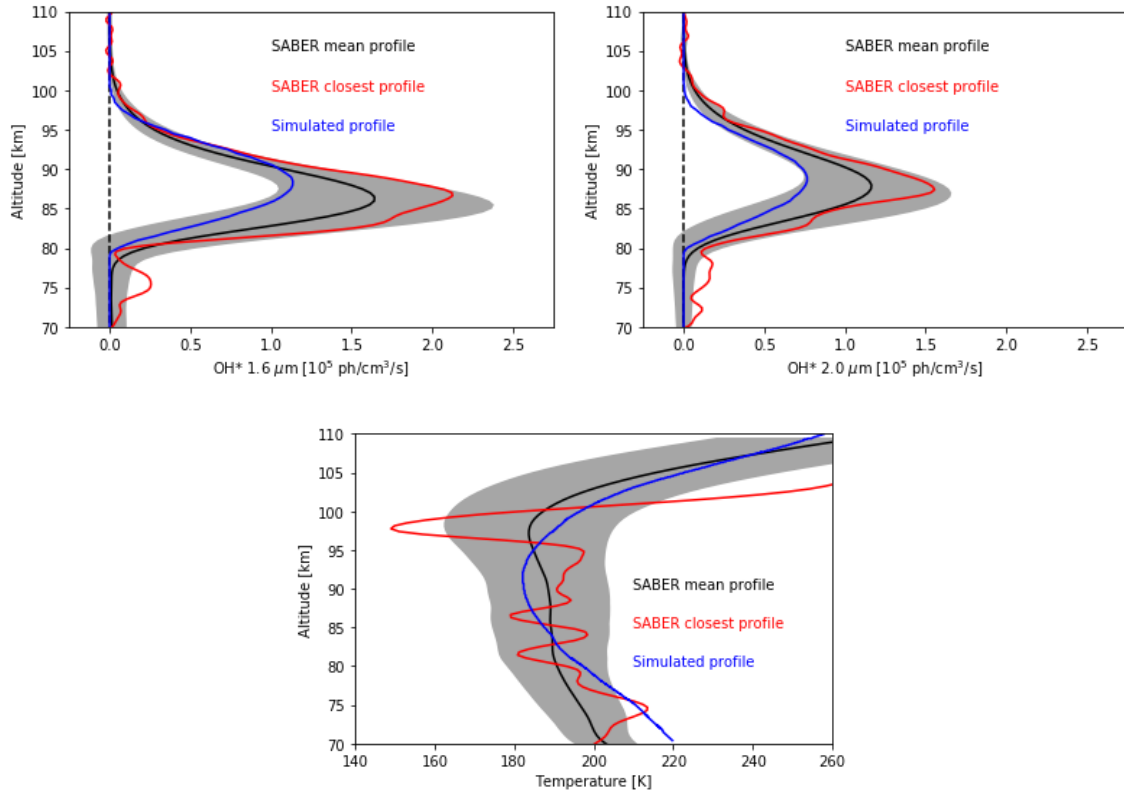 110
105
100
95
90
85
80
75
70
Altitude [km]
SABER mean profile
SABER closest profile
Simulated profile
0.0 0.5 1.0 1.5 2.0 2.5
OH* 1.6 μm [10⁵ ph/cm³/s]
110
105
100
95
90
85
80
75
70
Altitude [km]
SABER mean profile
SABER closest profile
Simulated profile
0.0 0.5 1.0 1.5 2.0 2.5
OH* 2.0 μm [10⁵ ph/cm³/s]
110
105
100
95
90
85
80
75
70
Altitude [km]
SABER mean profile
SABER closest profile
Simulated profile
140 160 180 200 220 240 260
Temperature [K]